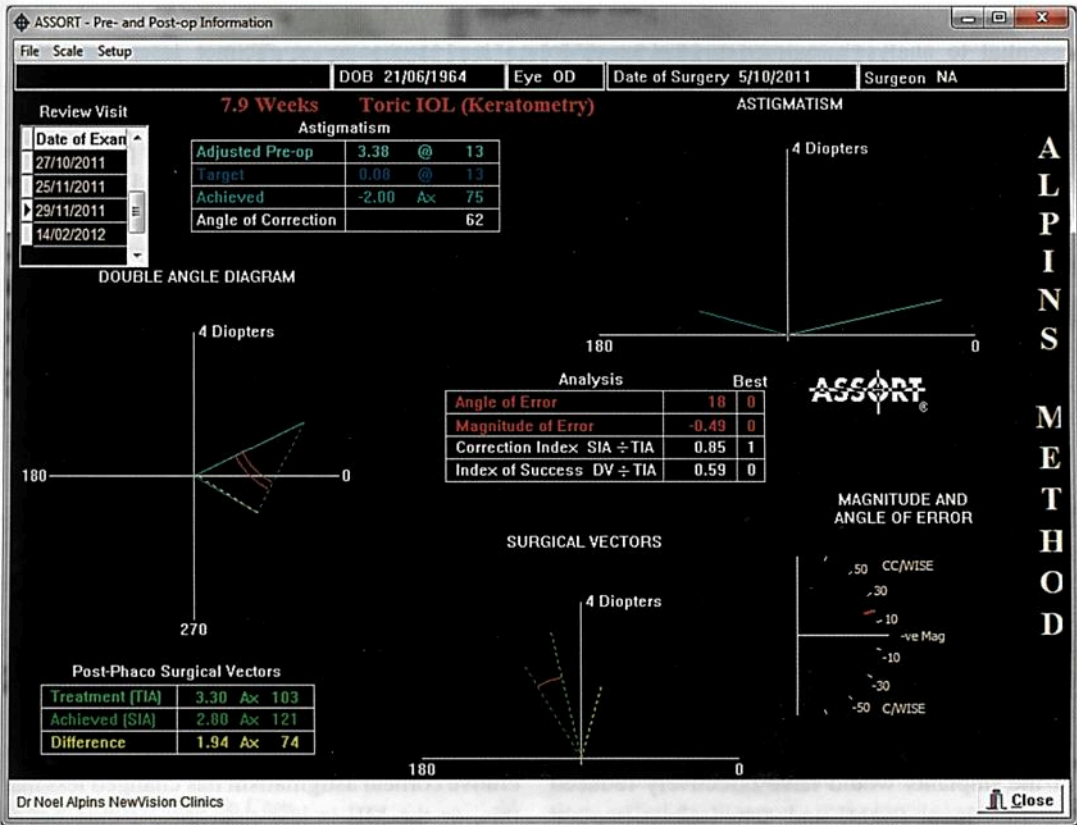 ASSORT - Pre- and Post-op Information
File Scale Setup
DOB 21/06/1964 Eye OD Date of Surgery 5/10/2011 Surgeon NA
Review Visit
Date of Exan
27/10/2011
25/11/2011
29/11/2011
14/02/2012
7.9 Weeks Toric IOL (Keratometry)
Astigmatism
Adjusted Pre-op 3.38 @ 13
Target 0.08 @ 13
Achieved -2.00 Ax 75
Angle of Correction 62
ASTIGMATISM
4 Diopters
180 0
ALPINS METHOD
DOUBLE ANGLE DIAGRAM
4 Diopters
180 0
270
Analysis Best
Angle of Error 18 0
Magnitude of Error -0.49 0
Correction Index SIA ÷ TIA 0.85 1
Index of Success DV ÷ TIA 0.59 0
ASSORT®
MAGNITUDE AND
ANGLE OF ERROR
50 CC/WISE
30
10
-ve Mag
-10
-30
-50 C/WISE
SURGICAL VECTORS
4 Diopters
180 0
Post-Phaco Surgical Vectors
Treatment (TIA) 3.30 Ax 103
Achieved (SIA) 2.80 Ax 121
Difference 1.94 Ax 74
Dr Noel Alpins NewVision Clinics
Close